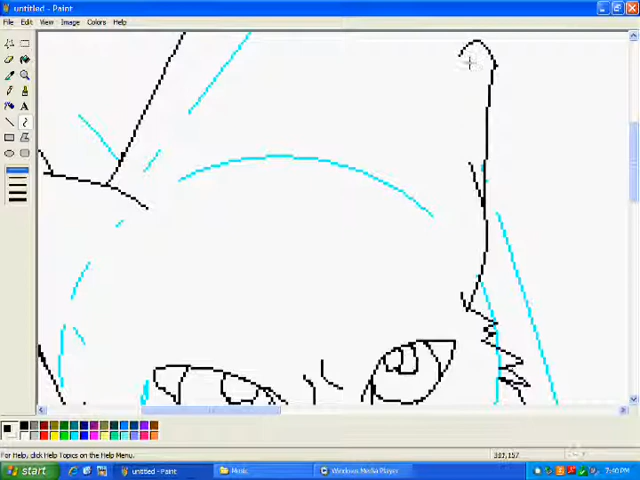 untitled - Paint
File Edit View Image Colors Help
A
For Help, click Help Topics on the Help Menu.
start
untitled - Paint
Music
Windows Media Player
7:40 PM